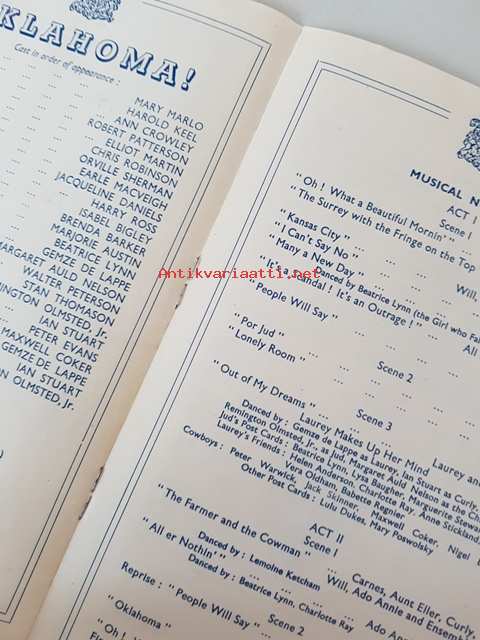 KLAHOMA!
Cast in order of appearance :
MARY MARLO
HAROLD KEEL
ANN CROWLEY
ROBERT PATTERSON
ELLIOT MARTIN
CHRIS ROBINSON
ORVILLE SHERMAN
EARLE MACVEIGH
JACQUELINE DANIELS
HARRY ROSS
ISABEL BIGLEY
BRENDA BARKER
MARJORIE AUSTIN
BEATRICE LYNN
GEMZE DE LAPPE
MARGARET AULD NELSON
WALTER PETERSON
STAN THOMASON
INGTON OLMSTED, Jr.
IAN STUART
PETER EVANS
MAXWELL COKER
GEMZE DE LAPPE
IAN STUART
ON OLMSTED, Jr.
Antikvariaatti.net
MUSICAL N
ACT I
Scene I
"Oh ! What a Beautiful Mornin'"
"The Surrey with the Fringe on the Top
"Kansas City"
"I Can't Say No"
"Many a New Day" Will,
Danced by Beatrice Lynn (the Girl who Fal
"It's a Scandal ! It's an Outrage !" All
"People Will Say"
Scene 2
"Por Jud"
"Lonely Room"
Scene 3
"Out of My Dreams" Laurey and
Laurey Makes Up Her Mind
Danced by : Gemze de Lappe as Laurey, Ian Stuart as Curly,
Remington Olmsted, Jr. as Jud, Margaret Auld Nelson as the Ch
Jud's Post Cards : Beatrice Lynn, Lysa Baugher, Marguerite Stewa
Laurey's Friends : Helen Anderson, Charlotte Ray, Anne Stickland,
Vera Oldham, Babette Regnier
Cowboys : Peter Warwick, Jack Skinner, Maxwell Coker, Nigel B
Other Post Cards : Lulu Dukes, Mary Poswolsky
ACT II
Scene I
"The Farmer and the Cowman" Carnes, Aunt Eller, Curly,
Will, Ado Annie and Ensemb
Danced by : Lemoine Ketcham
"All er Nothin'" Ado Annie
Danced by : Beatrice Lynn, Charlotte Ray
Reprise : "People Will Say"
Scene 2
"Oklahoma"
"Oh !